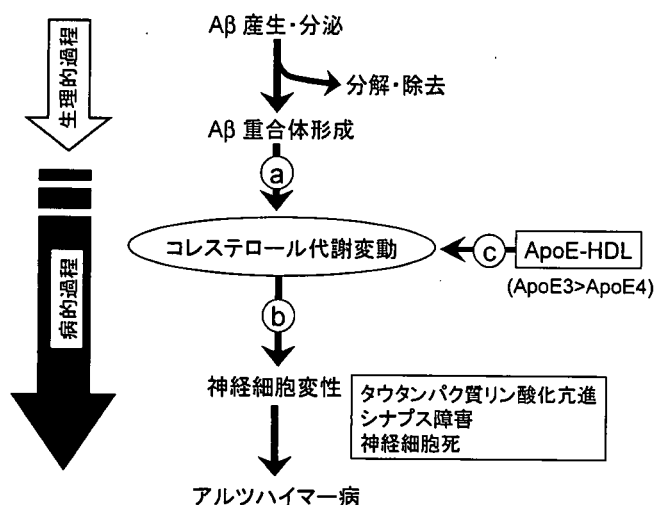 Aβ 産生・分泌
生理的過程
分解・除去
Aβ 重合体形成
a
コレステロール代謝変動
c
ApoE-HDL
(ApoE3>ApoE4)
病的過程
b
神経細胞変性
タウタンパク質リン酸化亢進
シナプス障害
神経細胞死
アルツハイマー病